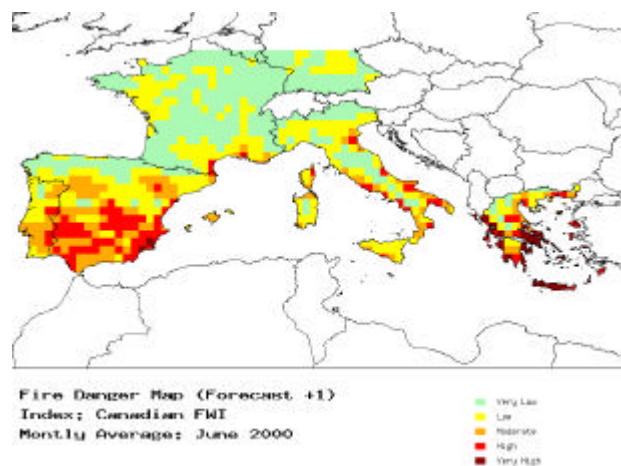 Fire Danger Map (Forecast +1)
Index: Canadian FWI
Montly Average: June 2000
Very Low
Low
Moderate
High
Very High